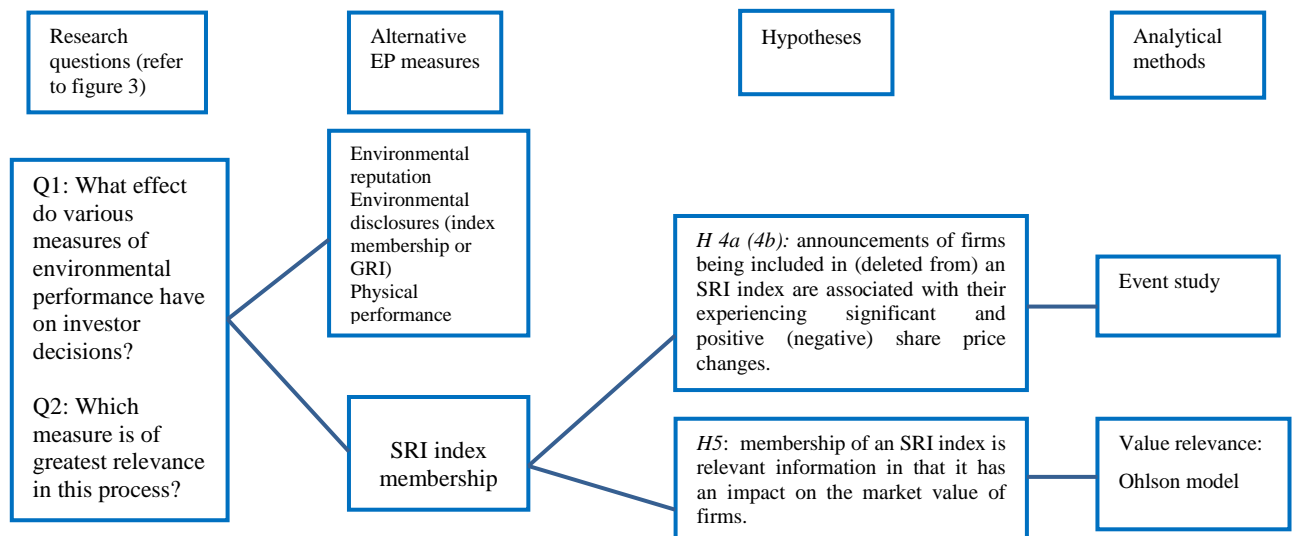 Research
questions (refer
to figure 3)
Alternative
EP measures
Hypotheses
Analytical
methods
Q1: What effect
do various
measures of
environmental
performance have
on investor
decisions?
Q2: Which
measure is of
greatest relevance
in this process?
Environmental
reputation
Environmental
disclosures (index
membership or
GRI)
Physical
performance
SRI index
membership
H 4a (4b): announcements of firms
being included in (deleted from) an
SRI index are associated with their
experiencing significant and
positive (negative) share price
changes.
Event study
H5: membership of an SRI index is
relevant information in that it has
an impact on the market value of
firms.
Value relevance:
Ohlson model